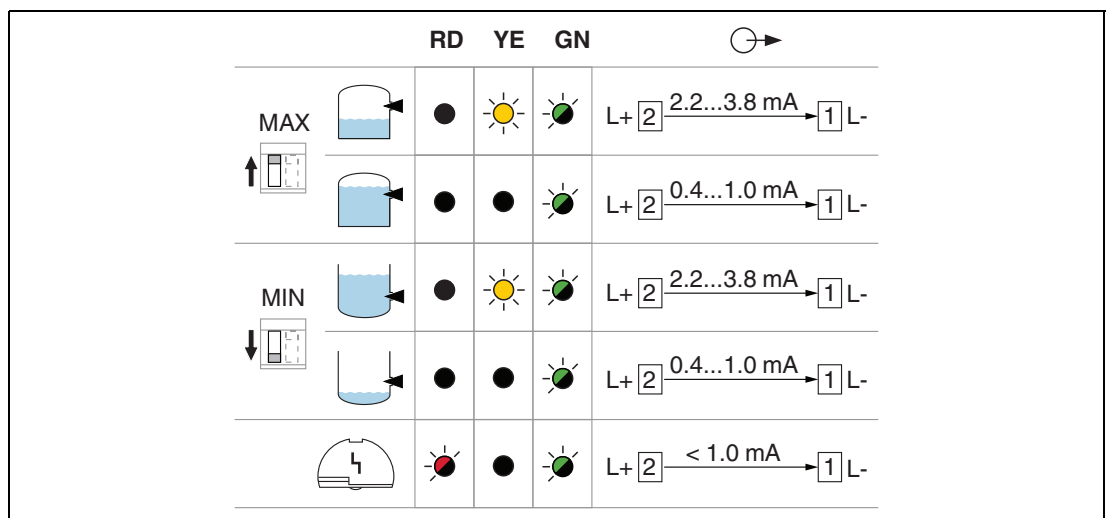 RD YE GN
MAX
L+ 2 2.2...3.8 mA 1 L-
L+ 2 0.4...1.0 mA 1 L-
MIN
L+ 2 2.2...3.8 mA 1 L-
L+ 2 0.4...1.0 mA 1 L-
L+ 2 < 1.0 mA 1 L-